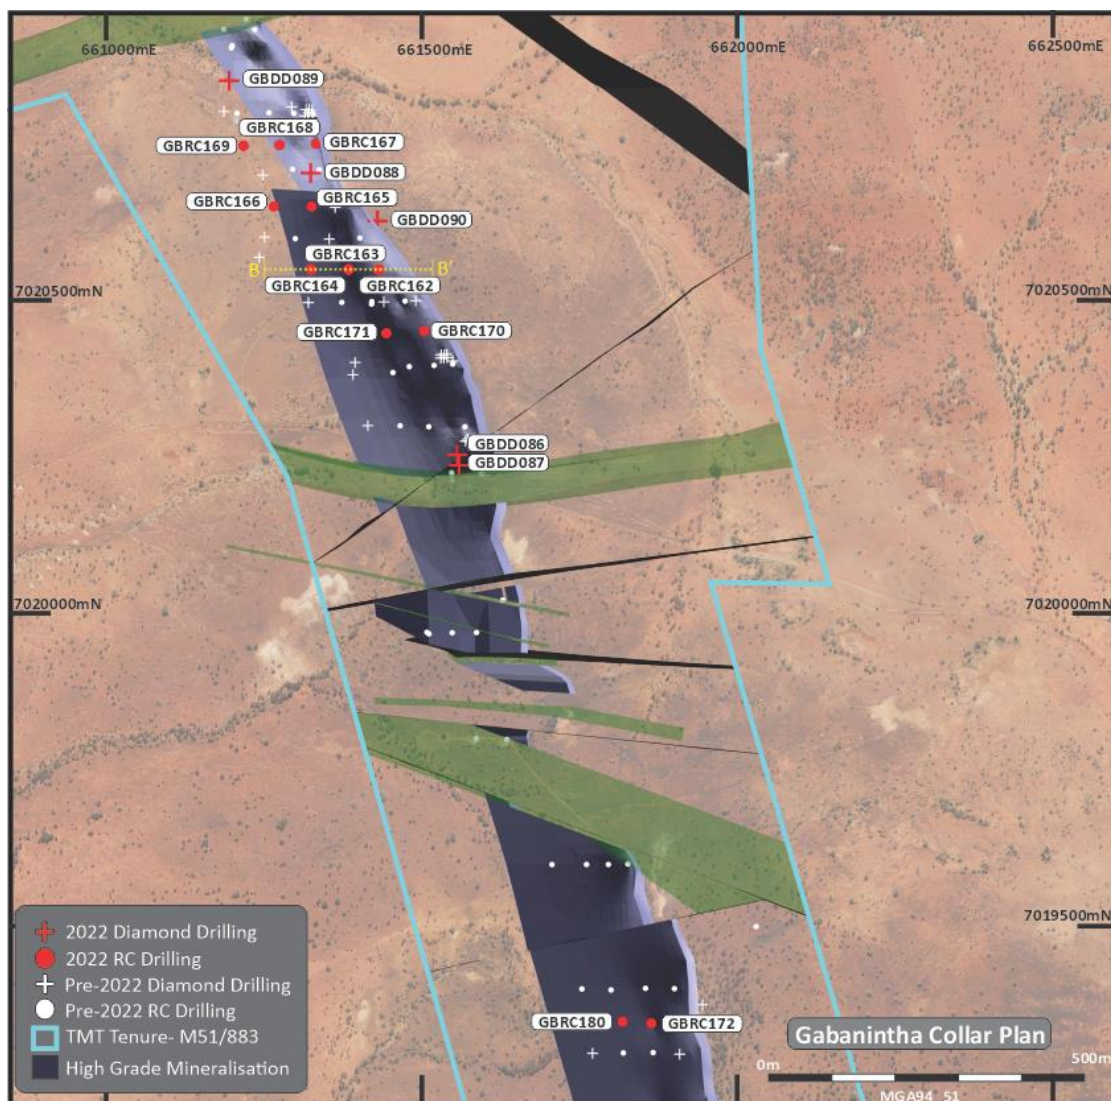 661000mE
661500mE
662000mE
662500mE
GBDD089
GBRC168
GBRC169
GBRC167
GBDD088
GBRC166
GBRC165
GBDD090
GBRC163
B
B'
GBRC164
GBRC162
7020500mN
7020500mN
GBRC171
GBRC170
GBDD086
GBDD087
7020000mN
7020000mN
7019500mN
2022 Diamond Drilling
2022 RC Drilling
Pre-2022 Diamond Drilling
Pre-2022 RC Drilling
TMT Tenure- M51/883
High Grade Mineralisation
GBRC180
GBRC172
Gabanintha Collar Plan
0m
500m
MGA94_51